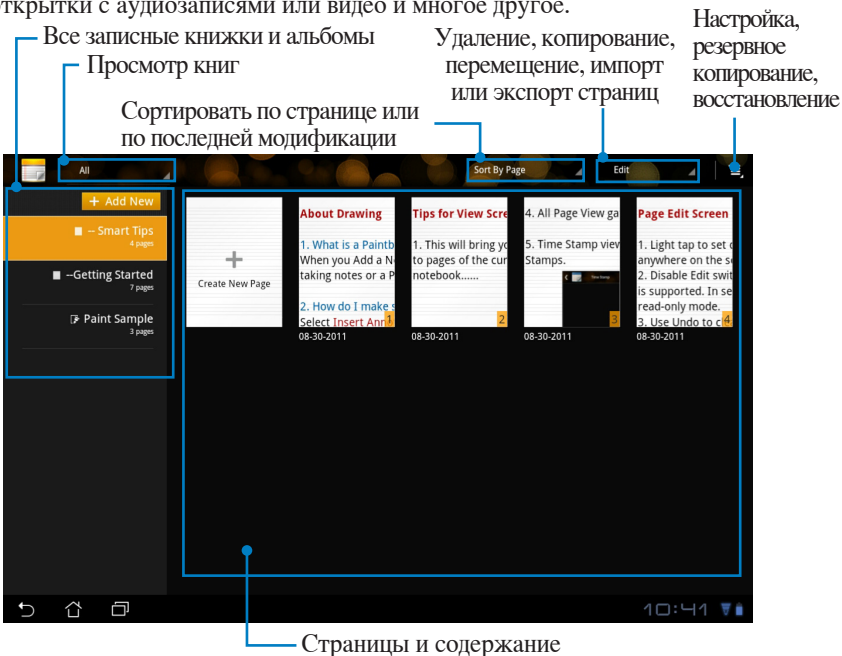 открытки с аудиозаписями или видео и многое другое.
Все записные книжки и альбомы
Просмотр книг
Сортировать по странице или
по последней модификации
Удаление, копирование,
перемещение, импорт
или экспорт страниц
Настройка,
резервное
копирование,
восстановление
All
Sort By Page
Edit
+ Add New
-- Smart Tips
4 pages
--Getting Started
7 pages
Paint Sample
3 pages
Create New Page
About Drawing
1. What is a Paintb
When you Add a N
taking notes or a P
2. How do I make s
Select Insert Ann
1
08-30-2011
Tips for View Scre
1. This will bring yo
to pages of the cur
notebook......
2
08-30-2011
4. All Page View ga
5. Time Stamp view
Stamps.
3
08-30-2011
Page Edit Screen
1. Light tap to set c
anywhere on the s
2. Disable Edit swit
is supported. In se
read-only mode.
3. Use Undo to c
4
08-30-2011
10:41
Страницы и содержание